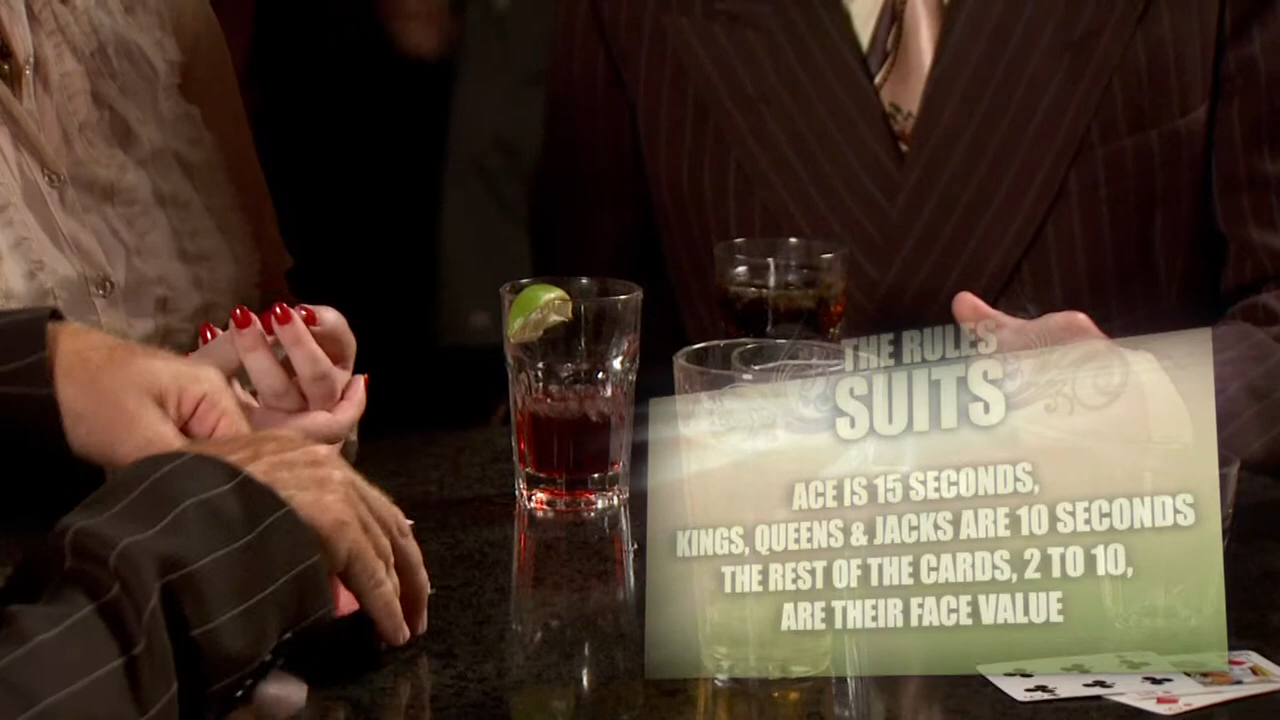 THE RULES
SUITS
ACE IS 15 SECONDS,
KINGS, QUEENS & JACKS ARE 10 SECONDS
THE REST OF THE CARDS, 2 TO 10,
ARE THEIR FACE VALUE